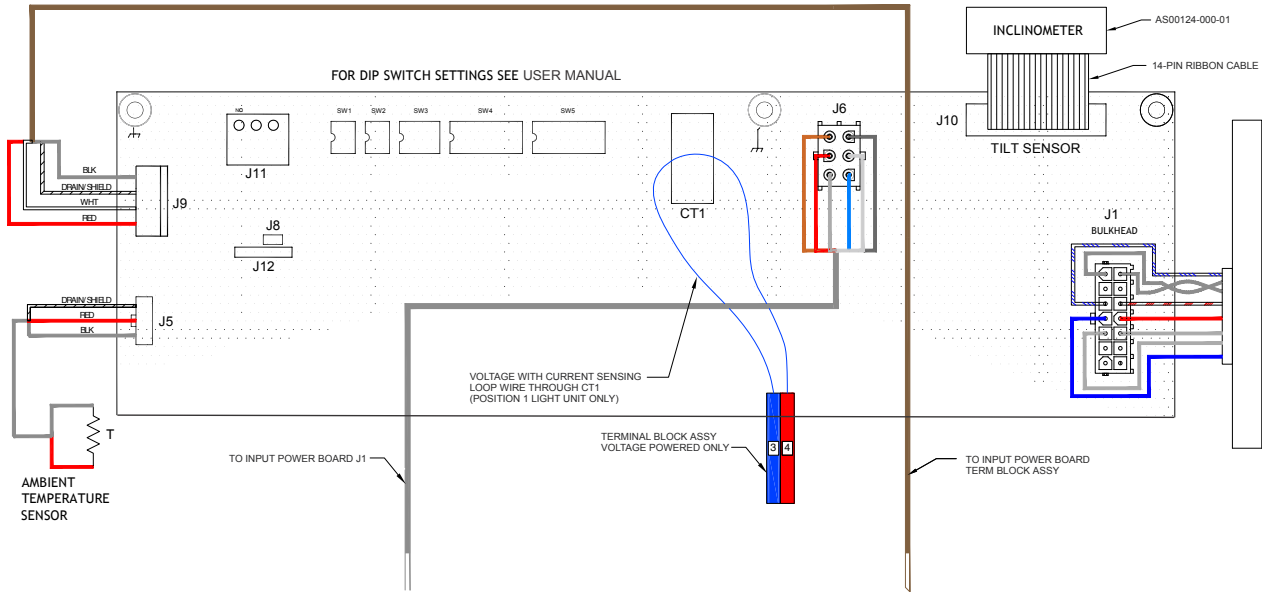 INCLINOMETER
AS00124-000-01
14-PIN RIBBON CABLE
FOR DIP SWITCH SETTINGS SEE USER MANUAL
J10
TILT SENSOR
NO
J11
SW1
SW2
SW3
SW4
SW5
CT1
J6
BLK
DRAIN/SHIELD
WHT
RED
J9
J8
J12
J1
BULKHEAD
DRAIN/SHIELD
RED
BLK
J5
VOLTAGE WITH CURRENT SENSING
LOOP WIRE THROUGH CT1
(POSITION 1 LIGHT UNIT ONLY)
TERMINAL BLOCK ASSY
VOLTAGE POWERED ONLY
3
4
T
AMBIENT
TEMPERATURE
SENSOR
TO INPUT POWER BOARD J1
TO INPUT POWER BOARD
TERM BLOCK ASSY